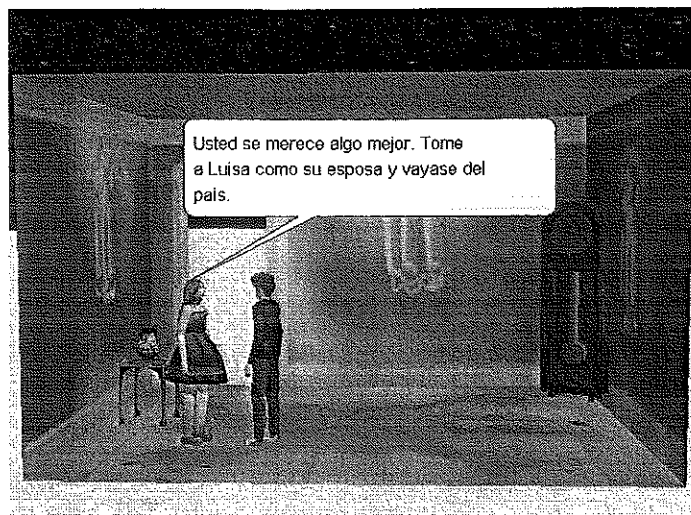 Usted se merece algo mejor. Tome
a Luisa como su esposa y vayase del
pais.